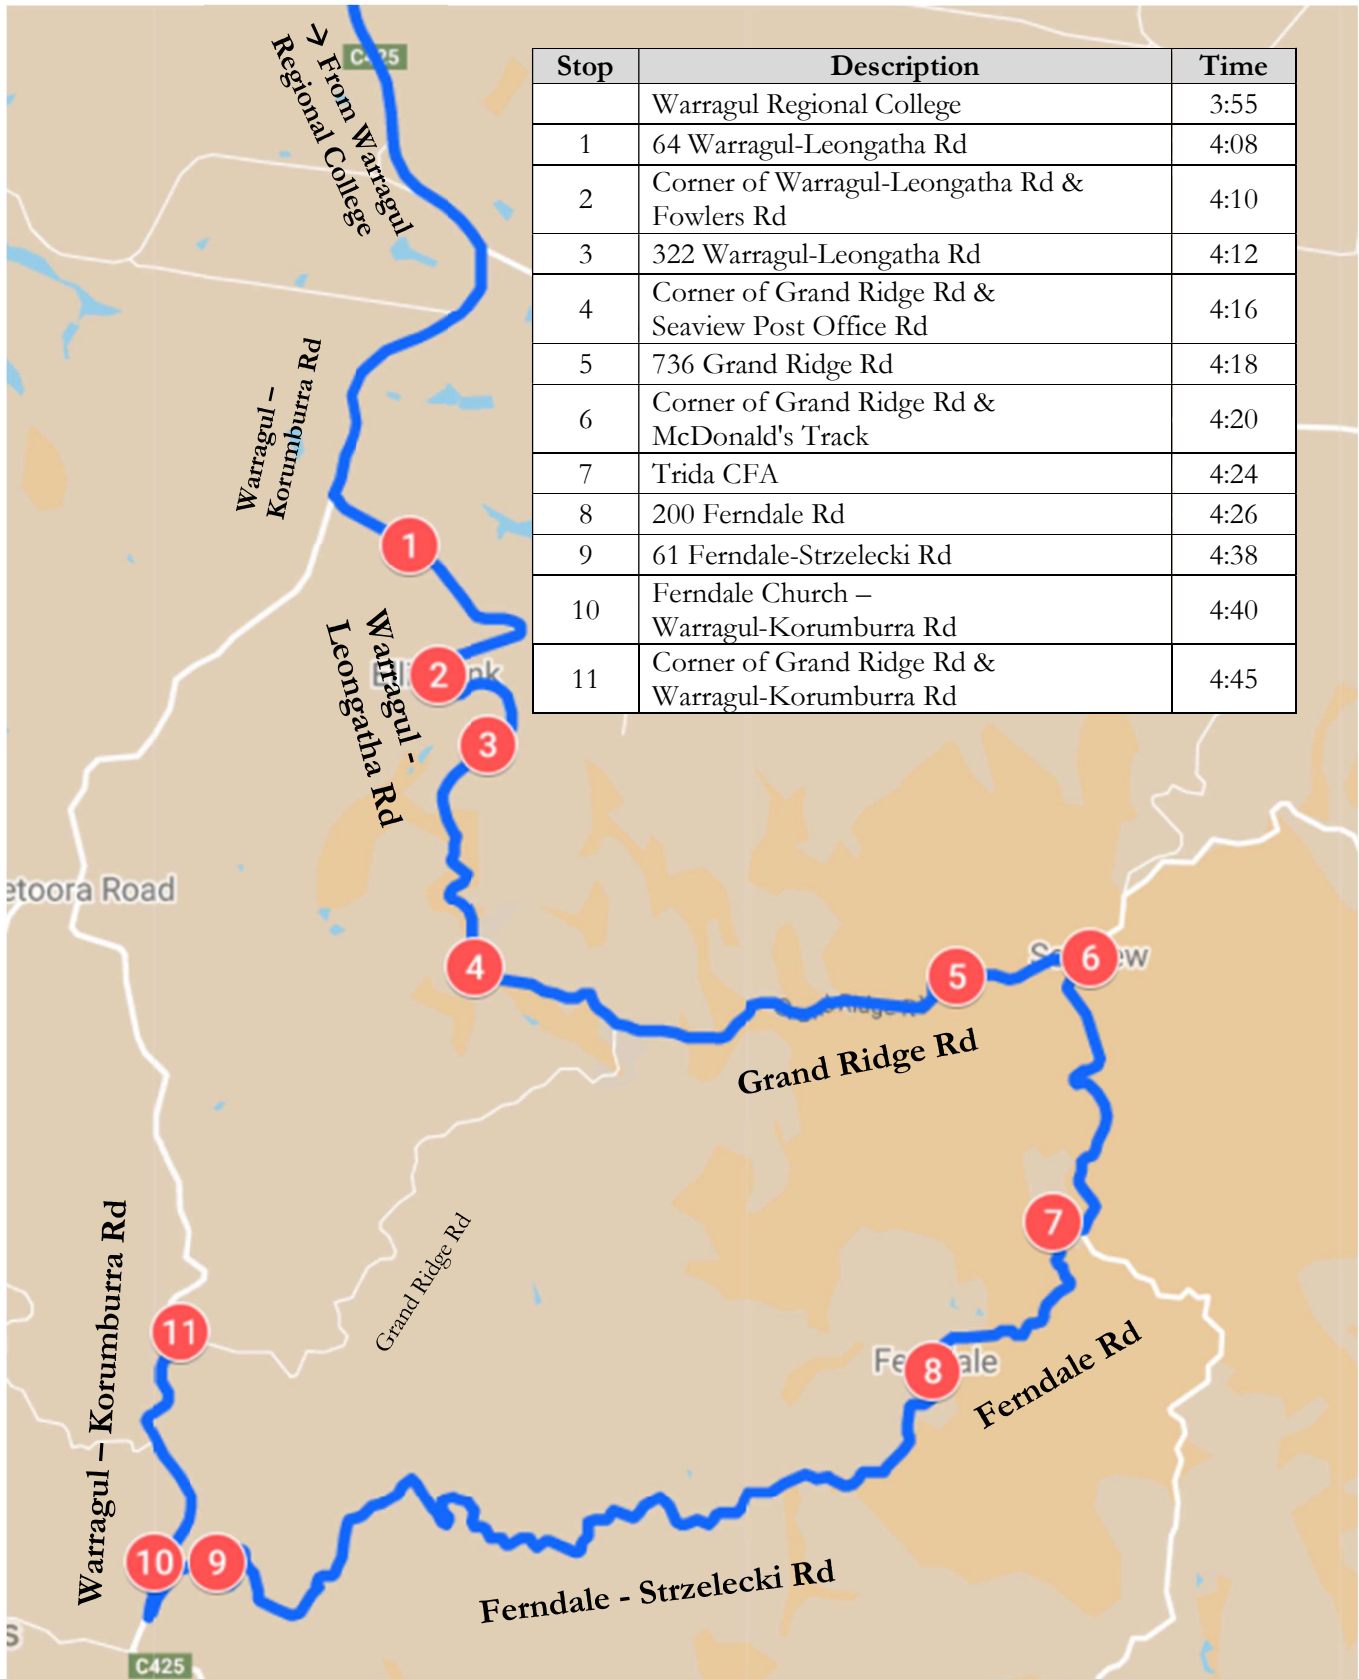 C425
→ From Warragul
Regional College
Stop Description Time
Warragul Regional College 3:55
1 64 Warragul-Leongatha Rd 4:08
2 Corner of Warragul-Leongatha Rd &
Fowlers Rd 4:10
3 322 Warragul-Leongatha Rd 4:12
4 Corner of Grand Ridge Rd &
Seaview Post Office Rd 4:16
5 736 Grand Ridge Rd 4:18
6 Corner of Grand Ridge Rd &
McDonald's Track 4:20
7 Trida CFA 4:24
8 200 Ferndale Rd 4:26
9 61 Ferndale-Strzelecki Rd 4:38
10 Ferndale Church –
Warragul-Korumburra Rd 4:40
11 Corner of Grand Ridge Rd &
Warragul-Korumburra Rd 4:45
Warragul –
Korumburra Rd
1
Warragul -
Leongatha Rd
2
3
etoora Road
4
5
6
Grand Ridge Rd
7
Grand Ridge Rd
Warragul – Korumburra Rd
11
8
Ferndale Rd
10
9
Ferndale - Strzelecki Rd
s
C425